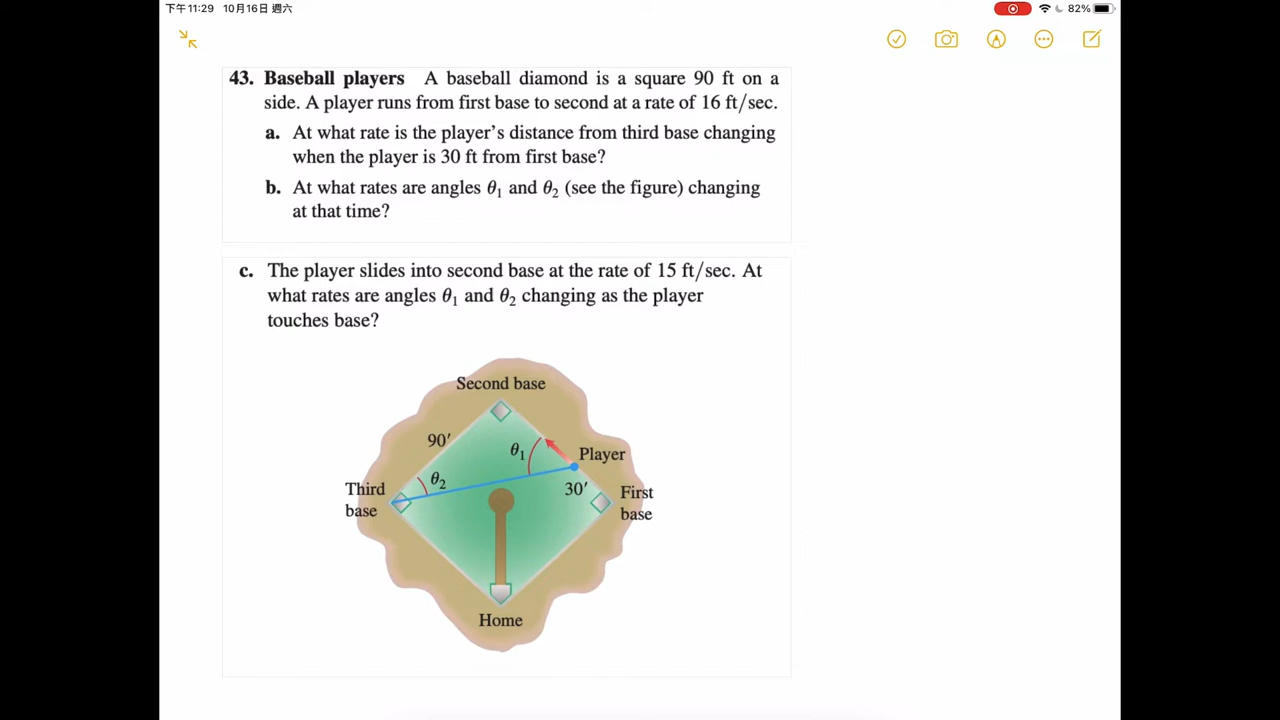 下午11:29 10月16日 週六
82%
43. Baseball players A baseball diamond is a square 90 ft on a
side. A player runs from first base to second at a rate of 16 ft/sec.
a. At what rate is the player's distance from third base changing
when the player is 30 ft from first base?
b. At what rates are angles θ₁ and θ₂ (see the figure) changing
at that time?
c. The player slides into second base at the rate of 15 ft/sec. At
what rates are angles θ₁ and θ₂ changing as the player
touches base?
Second base
90′
θ₁
Player
θ₂
Third
base
30′
First
base
Home